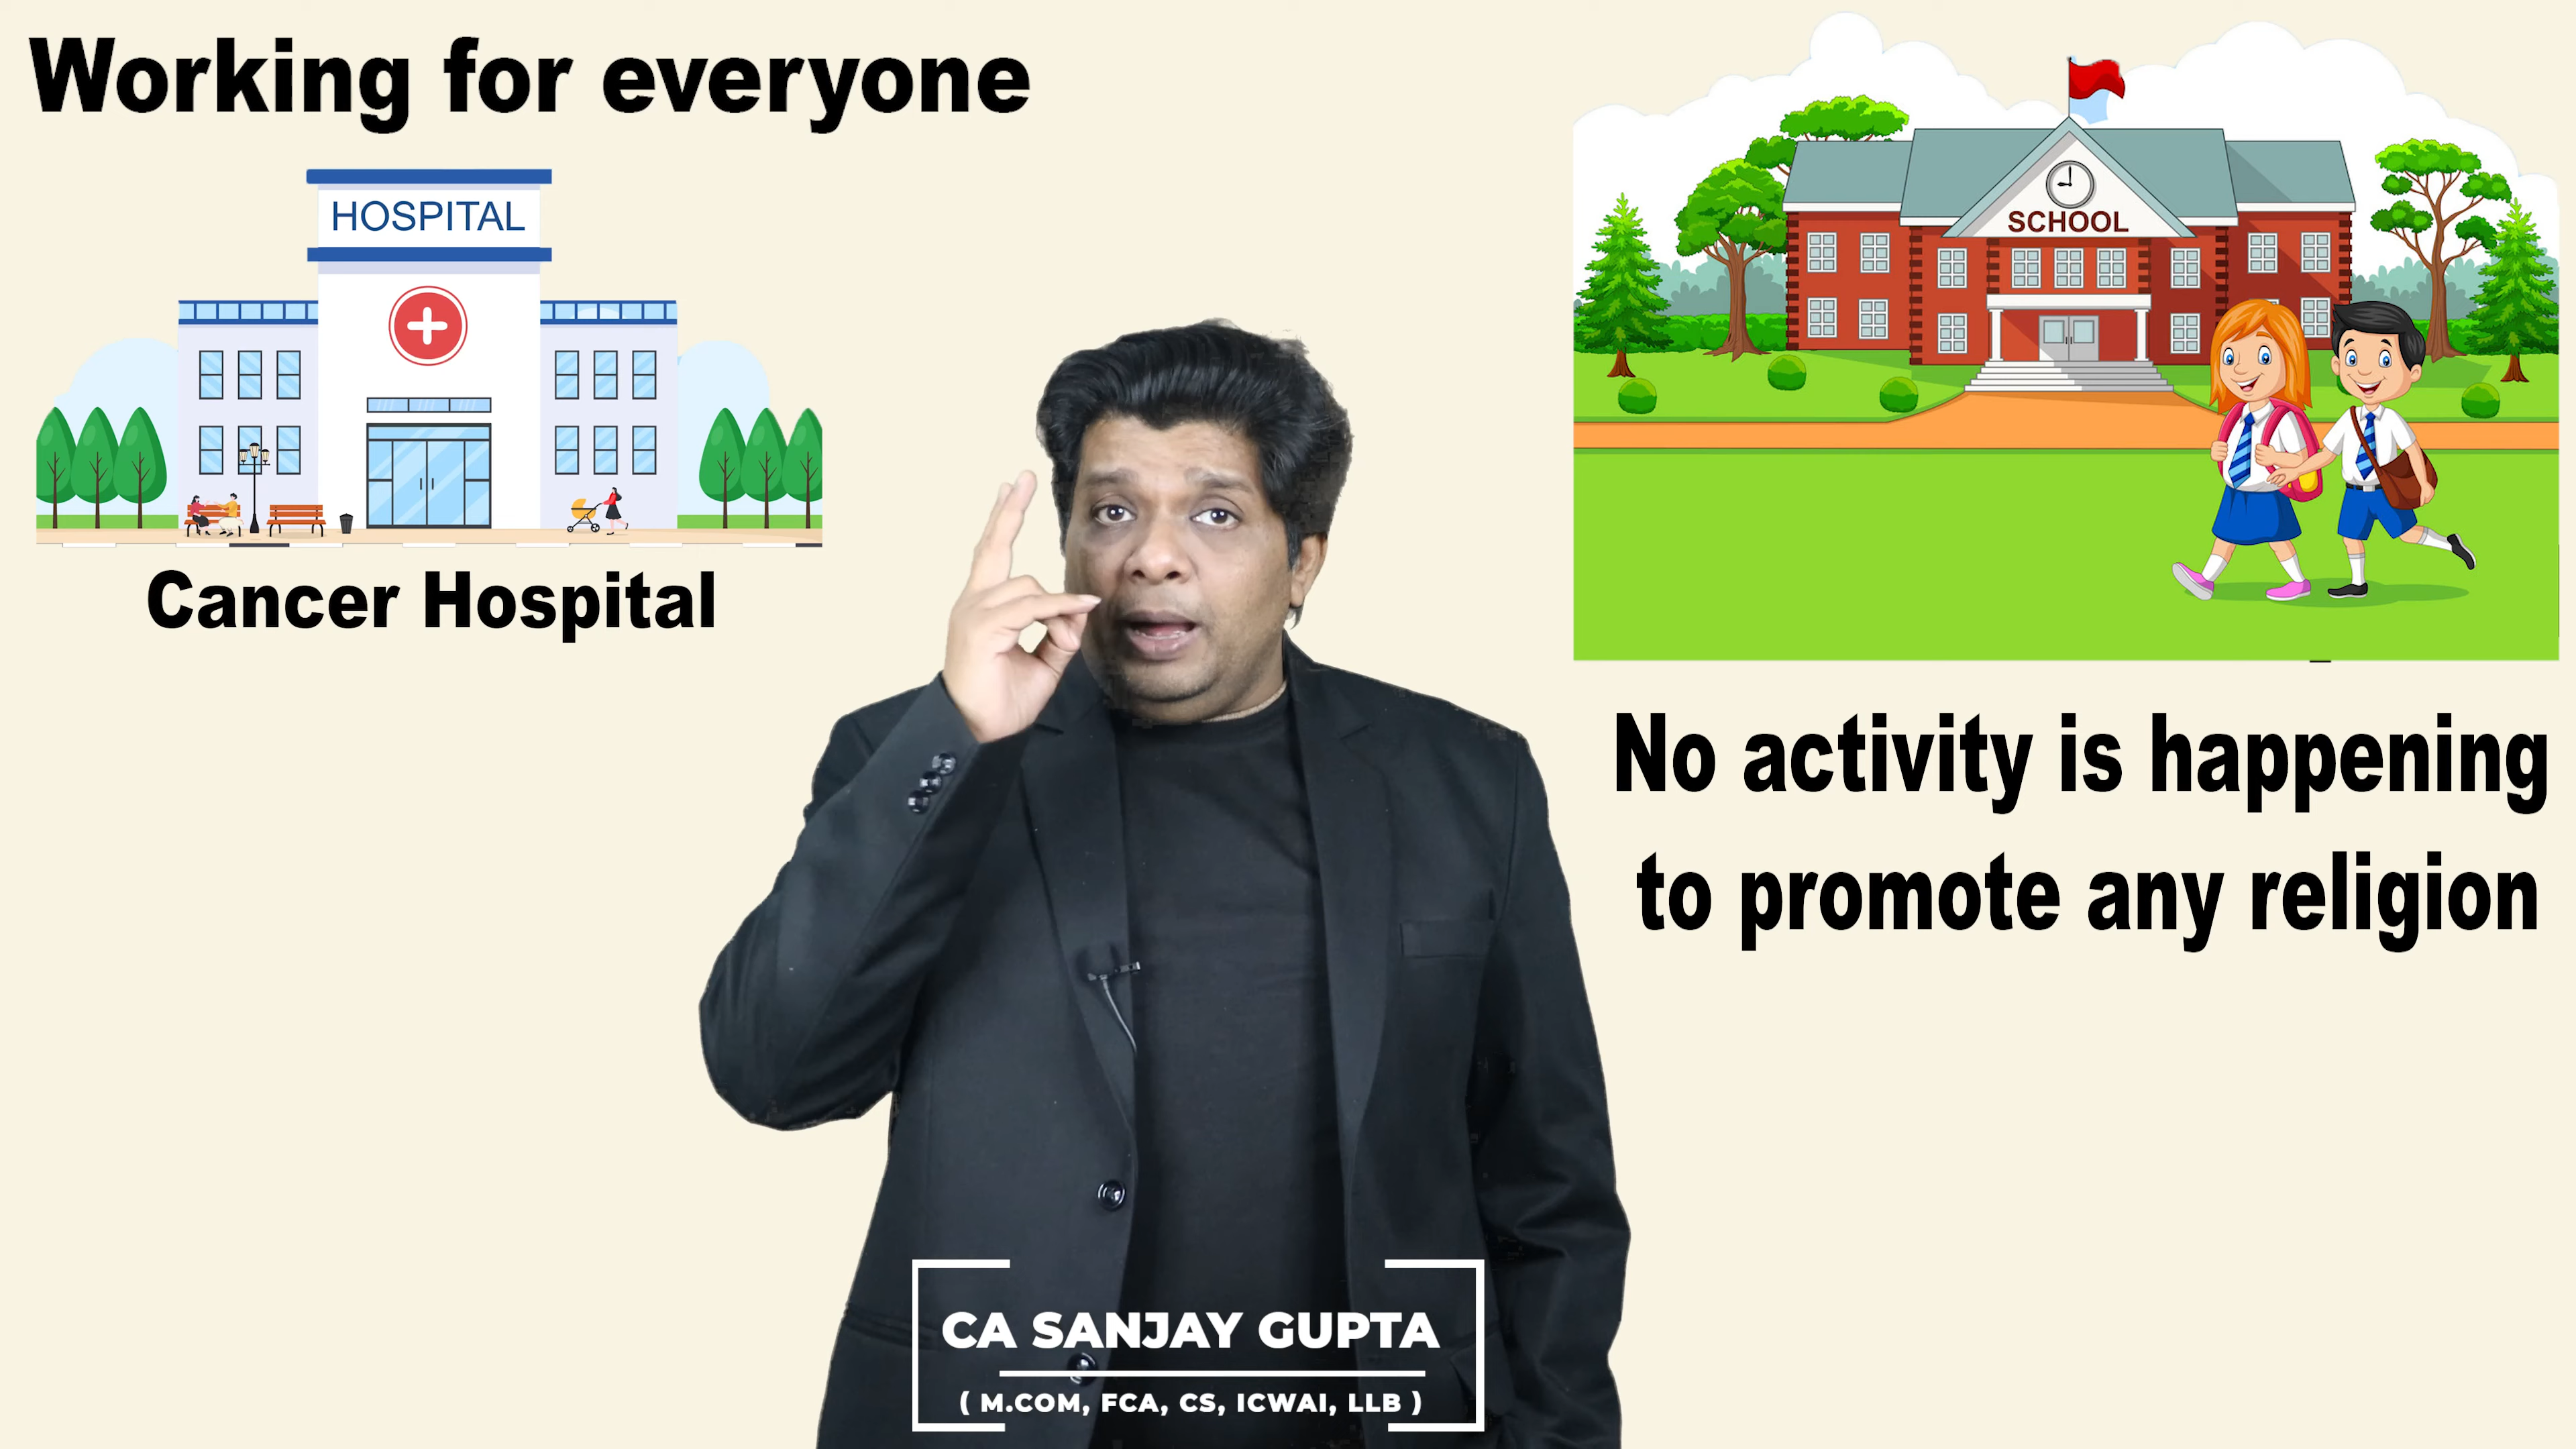 Working for everyone
HOSPITAL
Cancer Hospital
SCHOOL
No activity is happening
to promote any religion
CA SANJAY GUPTA
( M.COM, FCA, CS, ICWAI, LLB )